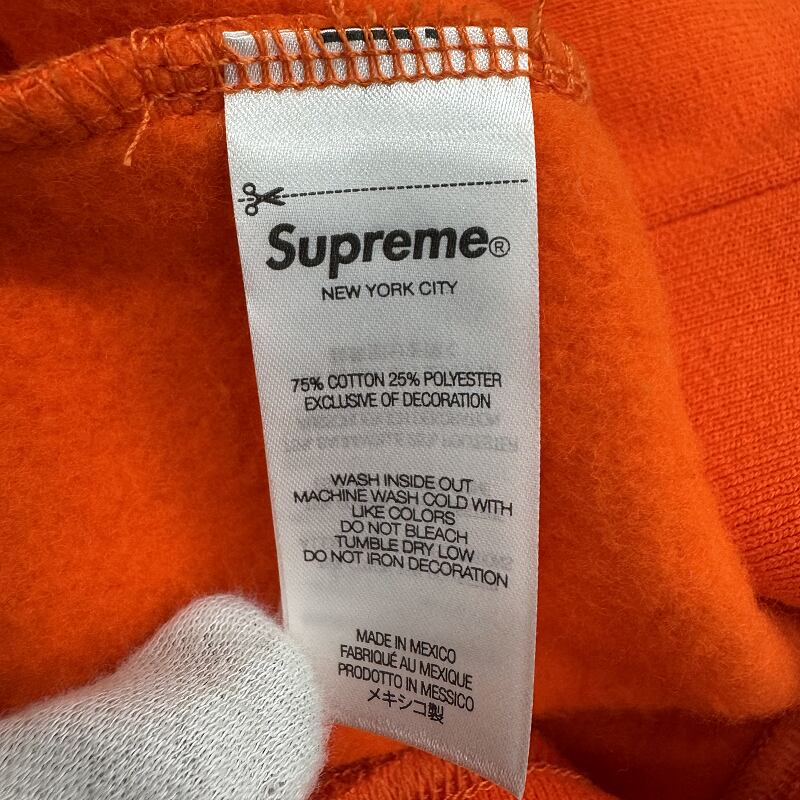 Supreme®
NEW YORK CITY
75% COTTON 25% POLYESTER
EXCLUSIVE OF DECORATION
WASH INSIDE OUT
MACHINE WASH COLD WITH
LIKE COLORS
DO NOT BLEACH
TUMBLE DRY LOW
DO NOT IRON DECORATION
MADE IN MEXICO
FABRIQUÉ AU MEXIQUE
PRODOTTO IN MESSICO
メキシコ製